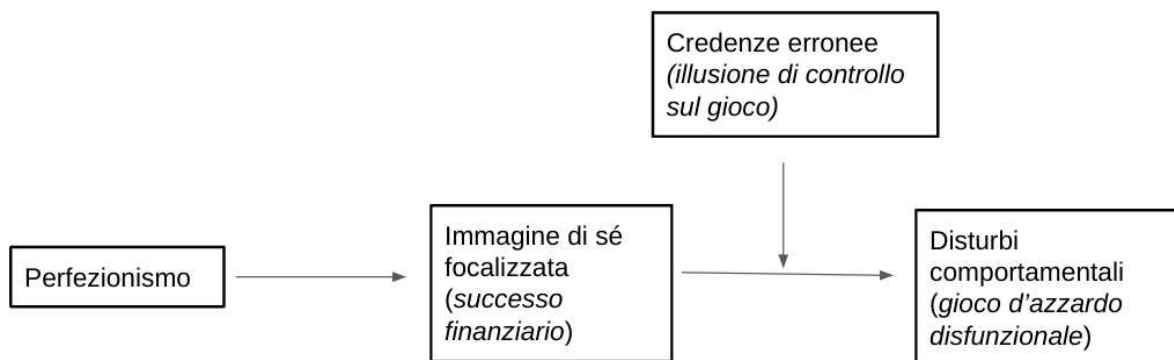 Credenze erronee
(illusione di controllo
sul gioco)
Perfezionismo
Immagine di sé
focalizzata
(successo
finanziario)
Disturbi
comportamentali
(gioco d’azzardo
disfunzionale)